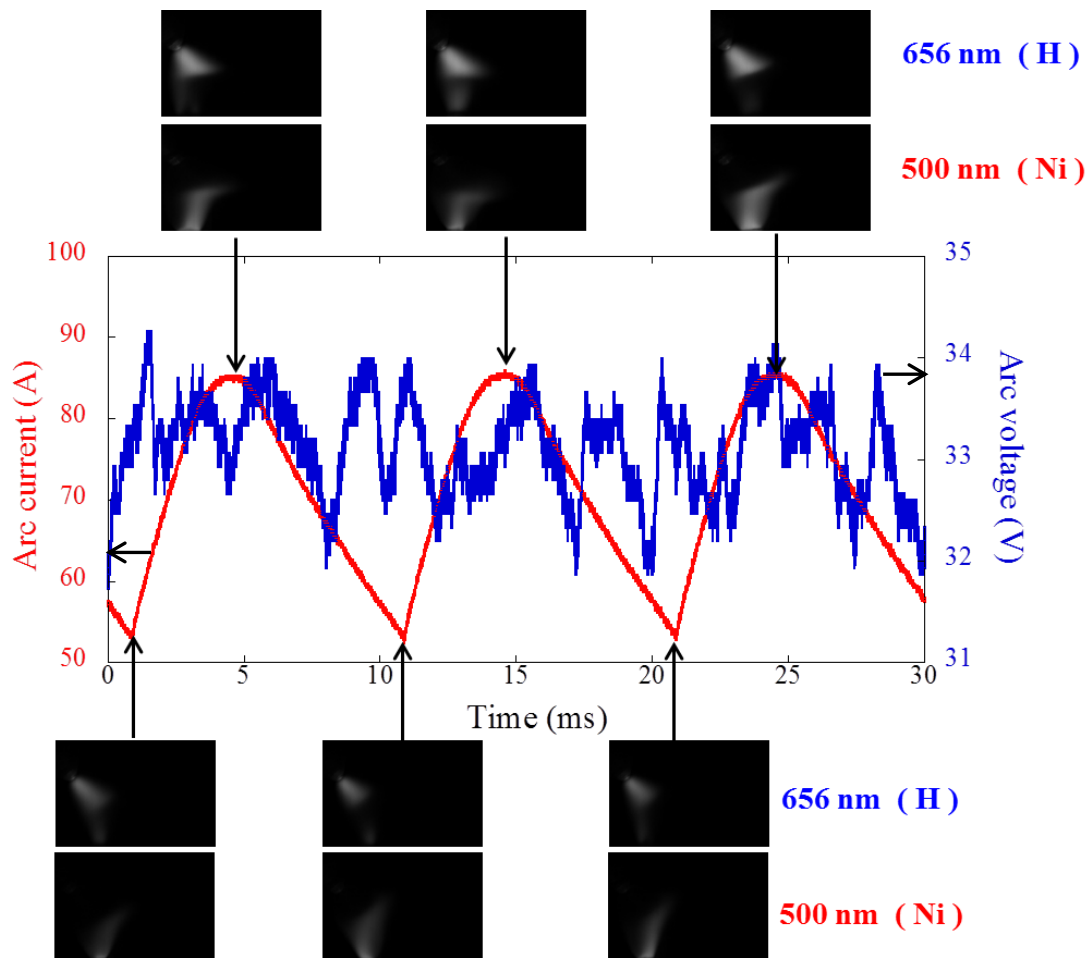 656 nm ( H )
500 nm ( Ni )
100
90
80
70
60
50
Arc current (A)
35
34
33
32
31
Arc voltage (V)
0 5 10 15 20 25 30
Time (ms)
656 nm ( H )
500 nm ( Ni )